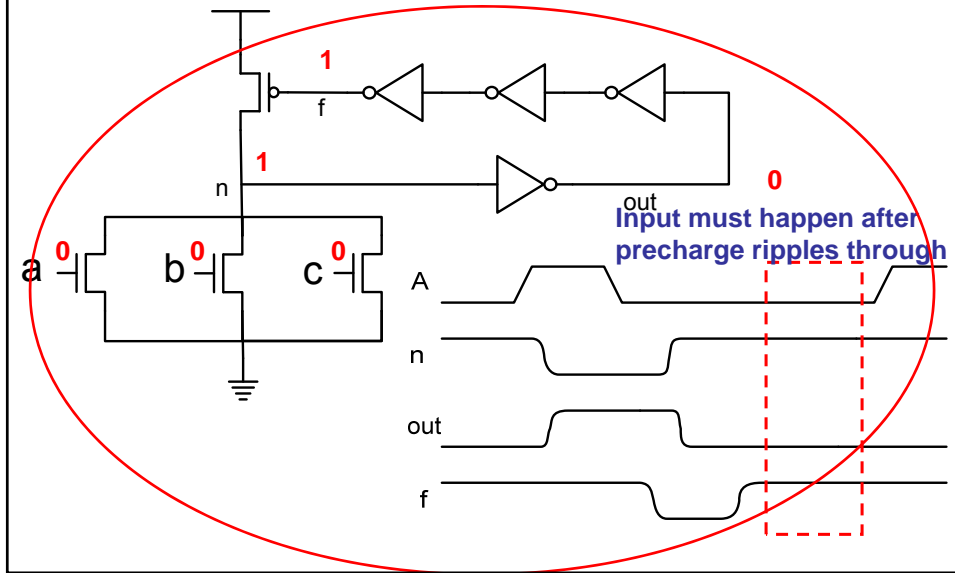 1
f
1
n
0
out
Input must happen after
precharge ripples through
0
a
0
b
0
c
A
n
out
f